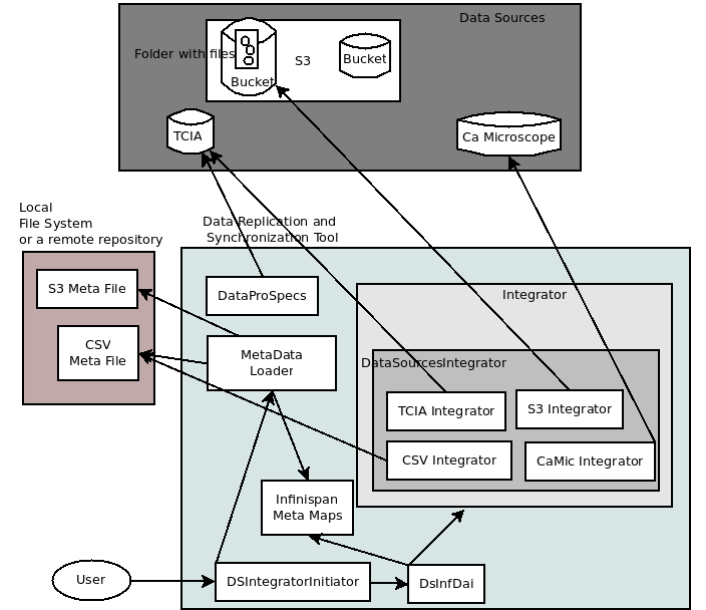 Data Sources
Folder with files
S3
Bucket
Bucket
TCIA
Ca Microscope
Local
File System
or a remote repository
Data Replication and
Synchronization Tool
S3 Meta File
DataProSpecs
Integrator
CSV
Meta File
MetaData
Loader
DataSourcesIntegrator
TCIA Integrator
S3 Integrator
CSV Integrator
CaMic Integrator
Infinispan
Meta Maps
User
DSIntegratorInitiator
DsInfDai